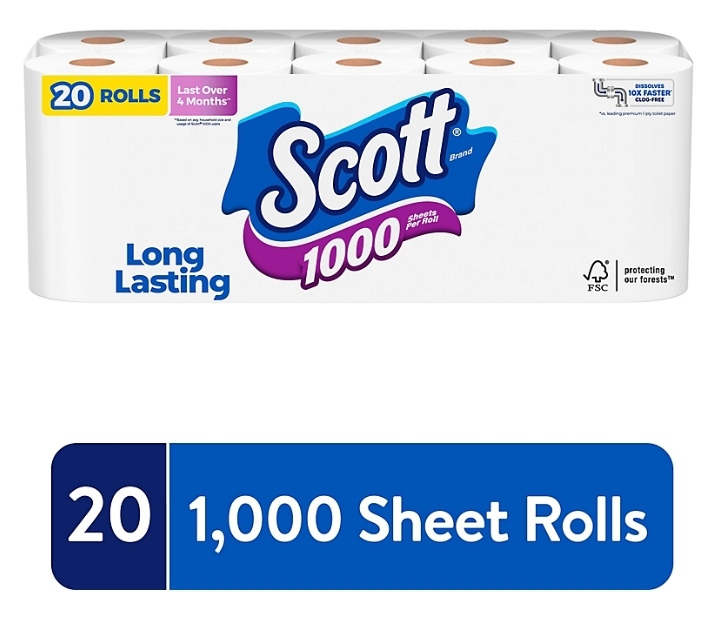 20 ROLLS
Last Over
4 Months*
*Based on avg. household size and
usage of Scott® 1000 users
DISSOLVES
10X FASTER*
CLOG-FREE
*vs. leading premium 1-ply toilet paper
Scott®
Brand
1000 Sheets
Per Roll
Long
Lasting
FSC
protecting
our forests™
20 1,000 Sheet Rolls